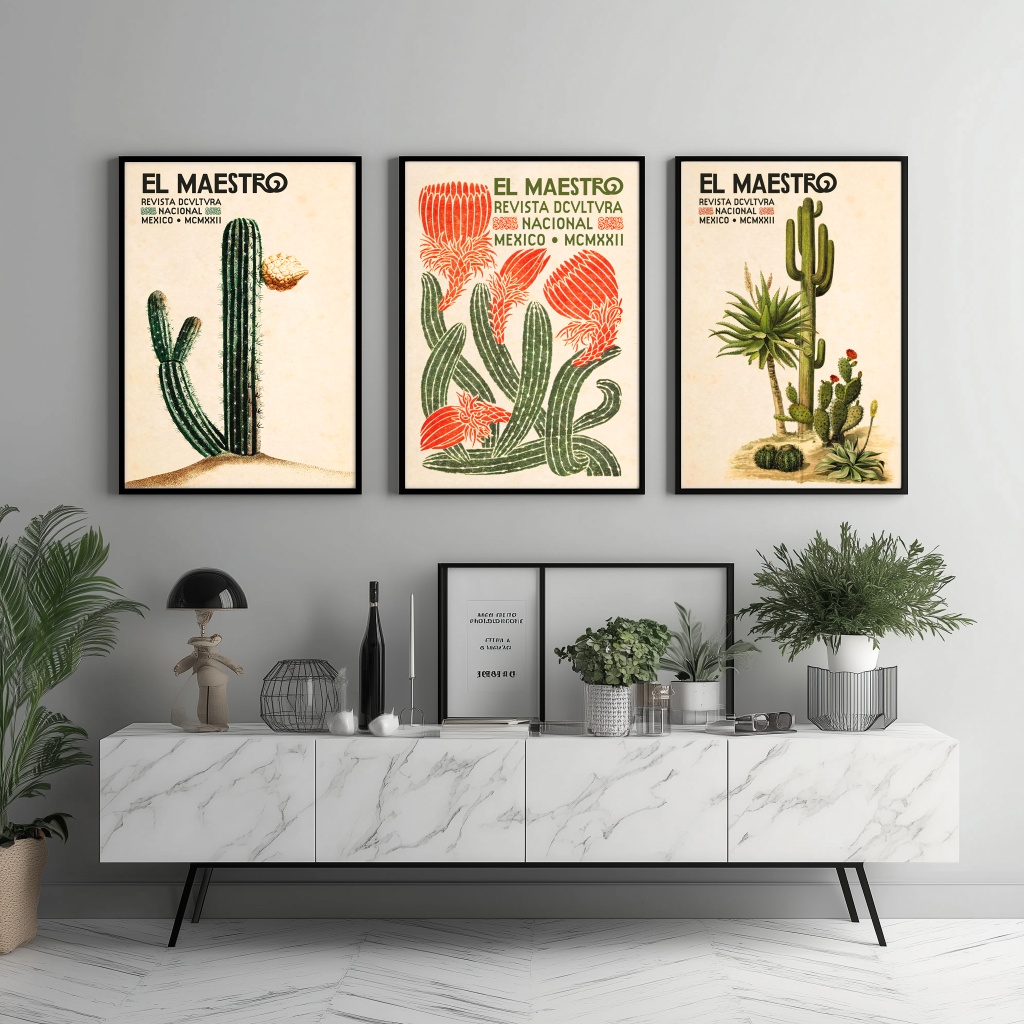 EL MAESTRO
REVISTA DCVLTVRA
NACIONAL
MEXICO • MCMXXII
EL MAESTRO
REVISTA DCVLTVRA
NACIONAL
MEXICO • MCMXXII
EL MAESTRO
REVISTA DCVLTVRA
NACIONAL
MEXICO • MCMXXII